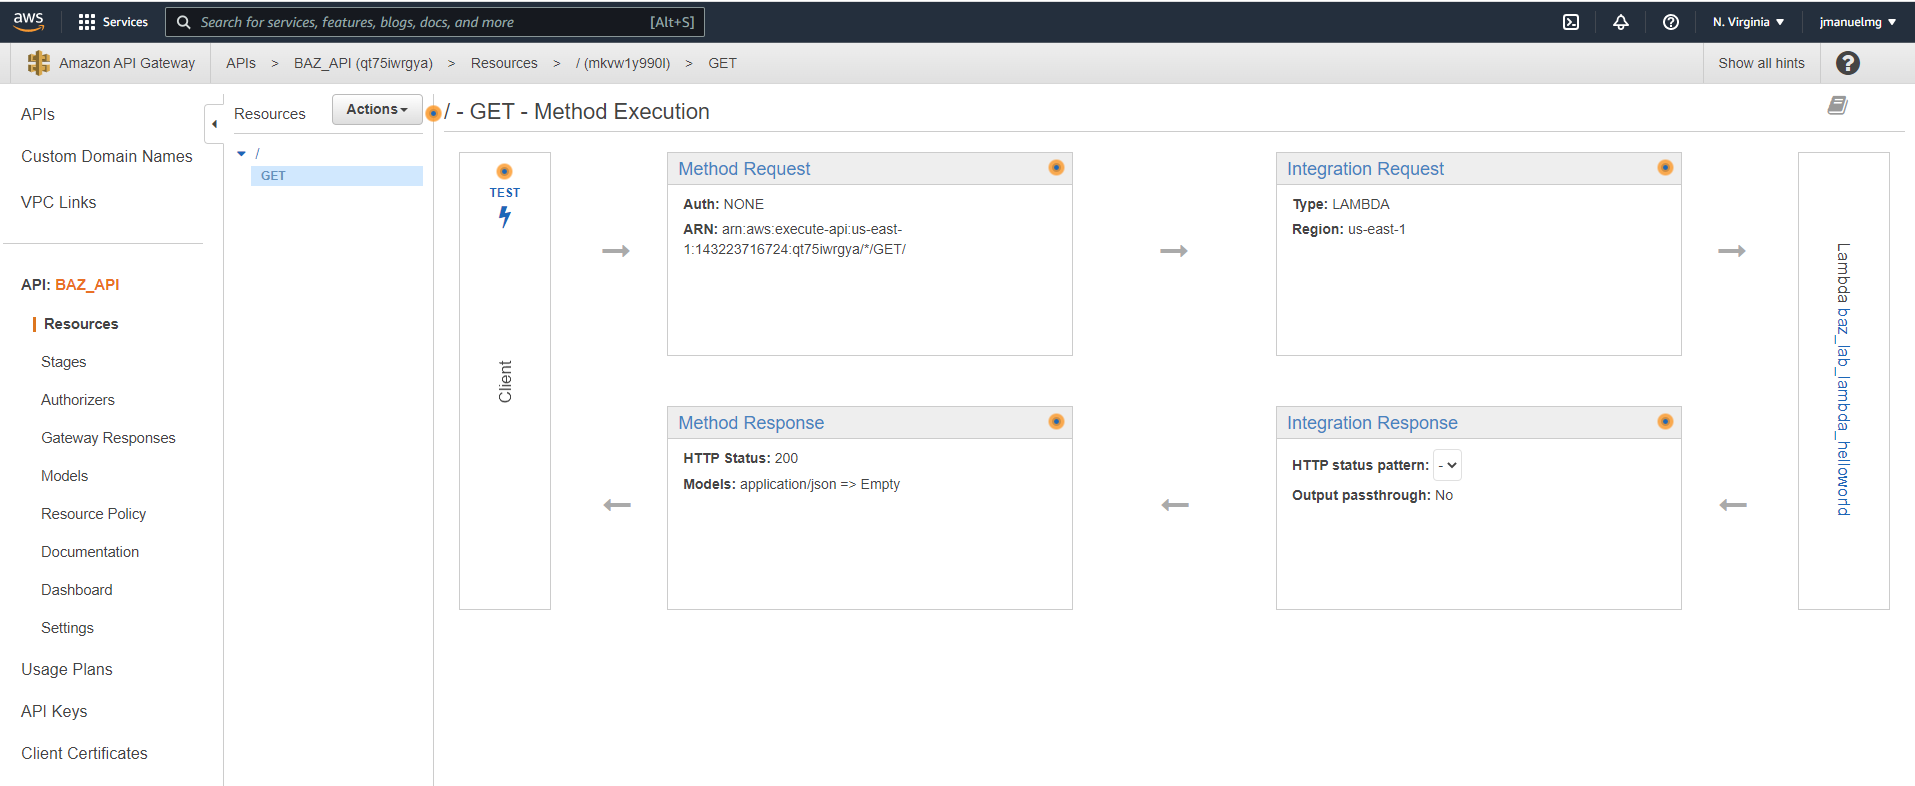 aws
Services
Search for services, features, blogs, docs, and more
[Alt+S]
N. Virginia
jmanuelmg
Amazon API Gateway
APIs > BAZ_API (qt75iwrgya) > Resources > / (mkvw1y990l) > GET
Show all hints
APIs
Custom Domain Names
VPC Links
API: BAZ_API
Resources
Stages
Authorizers
Gateway Responses
Models
Resource Policy
Documentation
Dashboard
Settings
Usage Plans
API Keys
Client Certificates
Resources
Actions
/
GET
/ - GET - Method Execution
TEST
Client
Method Request
Auth: NONE
ARN: arn:aws:execute-api:us-east-
1:143223716724:qt75iwrgya/*/GET/
Integration Request
Type: LAMBDA
Region: us-east-1
Method Response
HTTP Status: 200
Models: application/json => Empty
Integration Response
HTTP status pattern: -
Output passthrough: No
Lambda baz_lab_lambda_helloworld